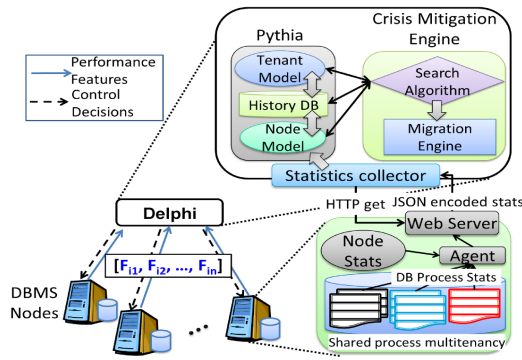 Performance
Features
Control
Decisions
Pythia
Crisis Mitigation
Engine
Tenant
Model
History DB
Node
Model
Search
Algorithm
Migration
Engine
Statistics collector
HTTP get
JSON encoded stats
Delphi
[Fi1, Fi2, ..., Fin]
DBMS
Nodes
...
Web Server
Node
Stats
Agent
DB Process Stats
Shared process multitenancy